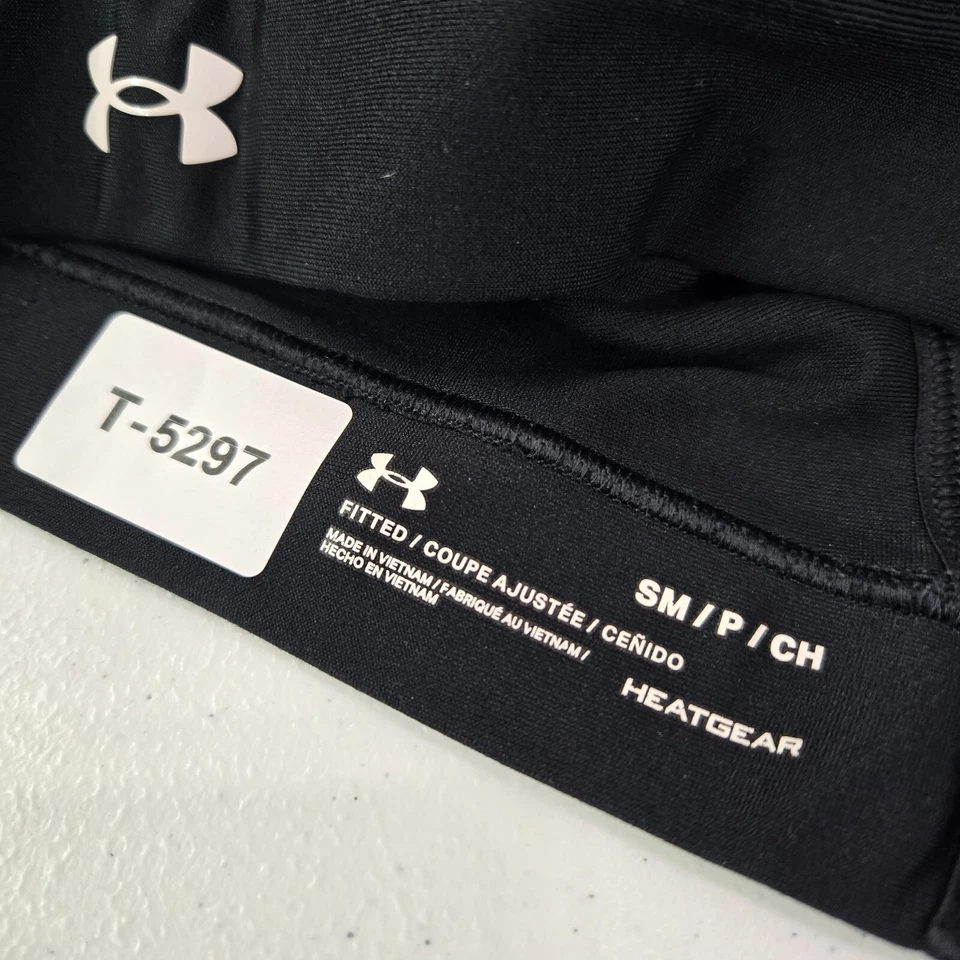 T-5297
FITTED / COUPE AJUSTÉE / CEÑIDO
MADE IN VIETNAM / FABRIQUÉ AU VIETNAM /
HECHO EN VIETNAM
SM / P / CH
HEATGEAR